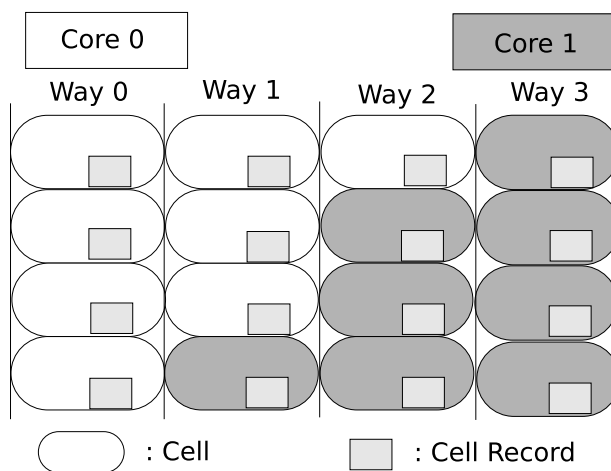 Core 0
Core 1
Way 0
Way 1
Way 2
Way 3
: Cell
: Cell Record